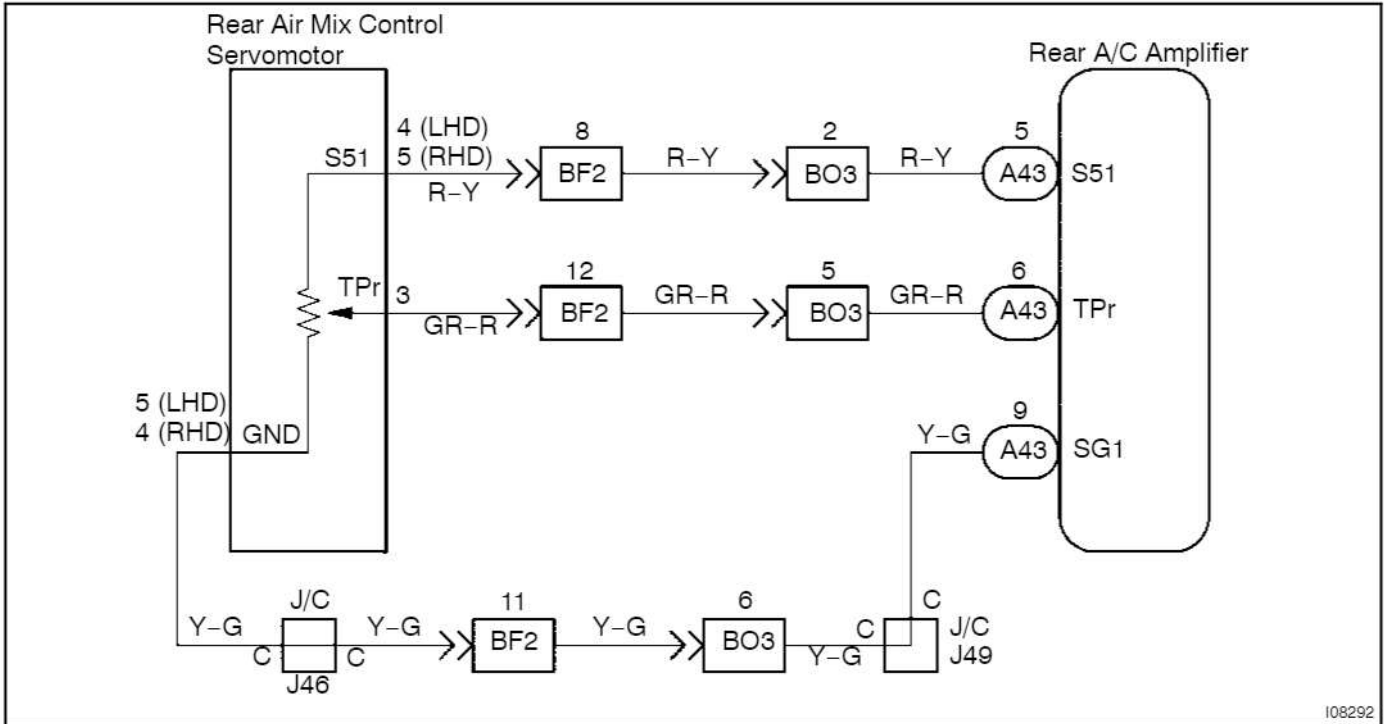 Rear Air Mix Control
Servomotor
Rear A/C Amplifier
4 (LHD)
5 (RHD)
S51
R-Y
8
BF2
R-Y
2
BO3
R-Y
5
A43
S51
TPr
3
GR-R
12
BF2
GR-R
5
BO3
GR-R
6
A43
TPr
5 (LHD)
4 (RHD)
GND
Y-G
9
A43
SG1
Y-G
J/C
C
C
J46
Y-G
11
BF2
Y-G
6
BO3
Y-G
C
C
J/C
J49
I08292